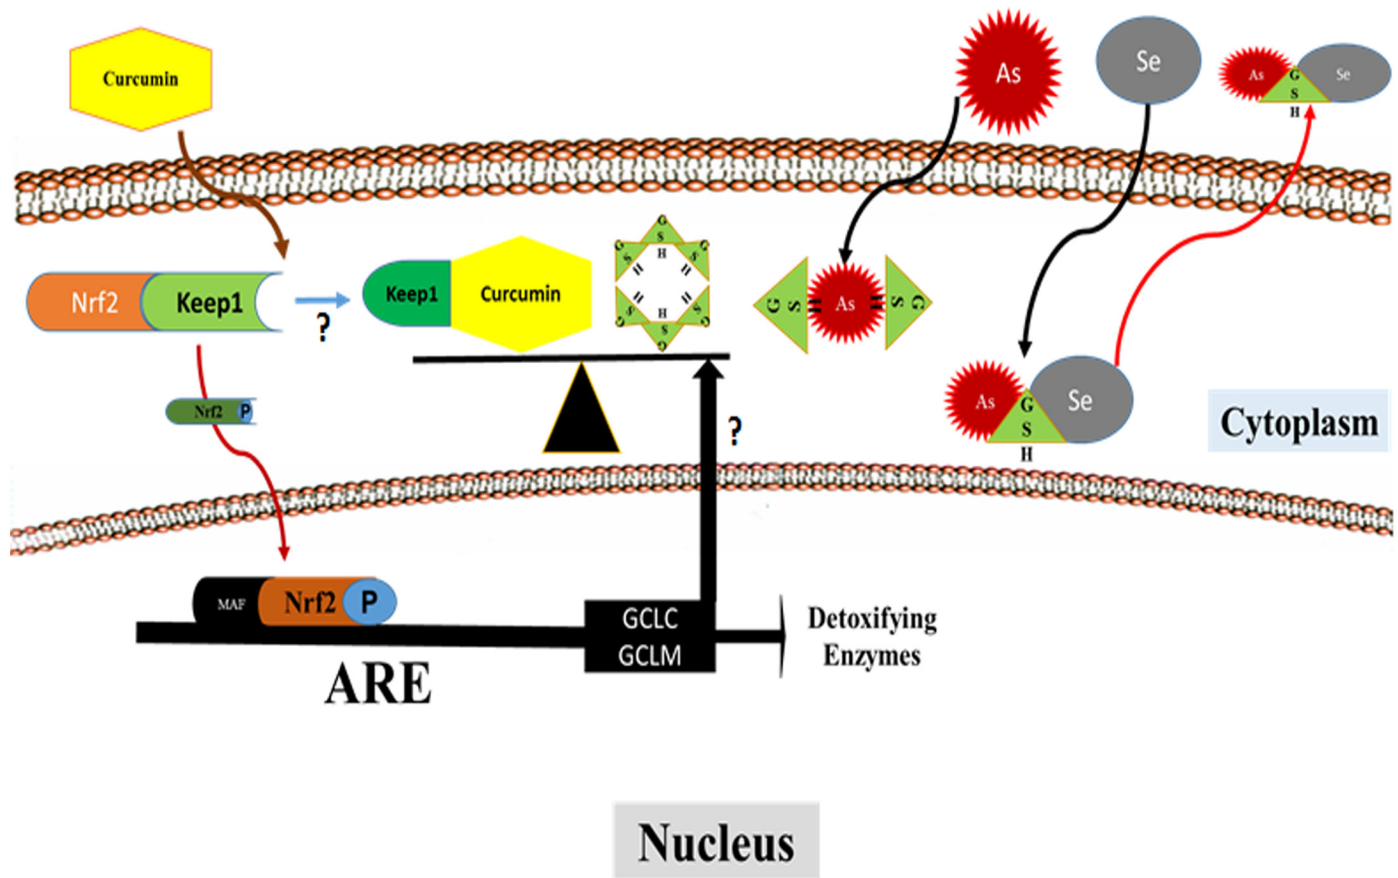 Curcumin
As
Se
As
G
S
H
Se
Nrf2
Keep1
?
Keep1
Curcumin
G
S
H
G
S
H
G
S
H
G
S
H
G
S
H
G
S
H
G
S
H
As
H
S
G
Nrf2
P
?
As
G
S
H
Se
Cytoplasm
MAF
Nrf2
P
ARE
GCLC
GCLM
Detoxifying
Enzymes
Nucleus